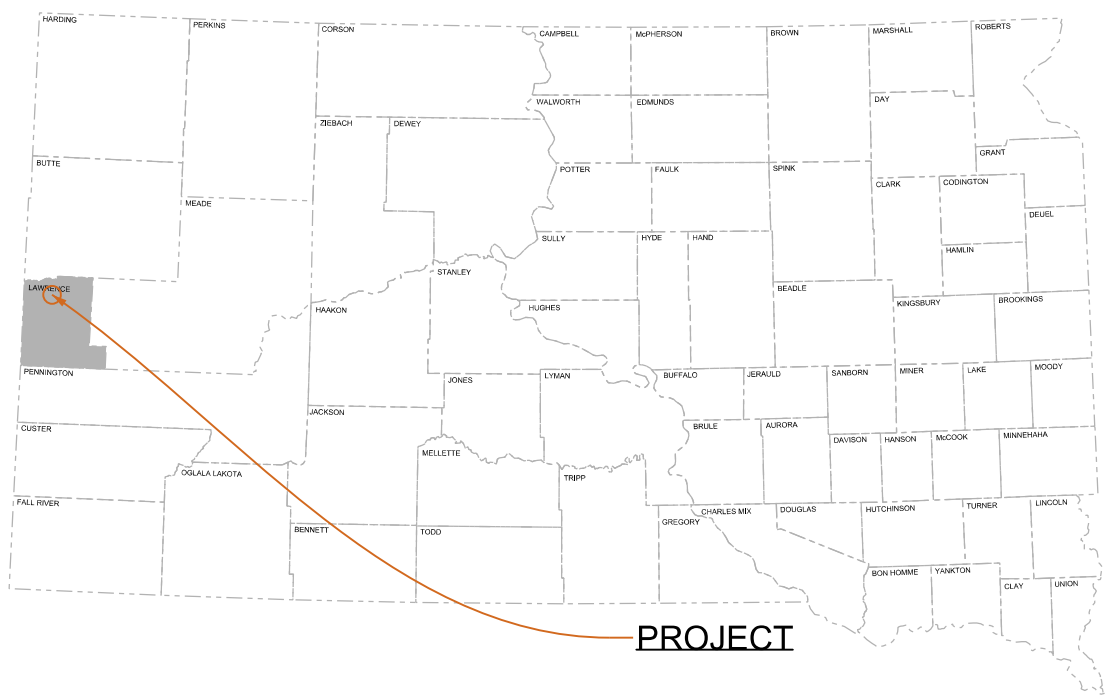 HARDING
PERKINS
CORSON
CAMPBELL
McPHERSON
BROWN
MARSHALL
ROBERTS
WALWORTH
EDMUNDS
DAY
ZIEBACH
DEWEY
GRANT
BUTTE
POTTER
FAULK
SPINK
CLARK
CODINGTON
MEADE
DEUEL
SULLY
HYDE
HAND
HAMLIN
STANLEY
LAWRENCE
BEADLE
HAAKON
HUGHES
KINGSBURY
BROOKINGS
PENNINGTON
JONES
LYMAN
BUFFALO
JERAULD
SANBORN
MINER
LAKE
MOODY
JACKSON
CUSTER
BRULE
AURORA
DAVISON
HANSON
McCOOK
MINNEHAHA
MELLETTE
OGLALA LAKOTA
TRIPP
FALL RIVER
GREGORY
CHARLES MIX
DOUGLAS
HUTCHINSON
TURNER
LINCOLN
BENNETT
TODD
BON HOMME
YANKTON
CLAY
UNION
PROJECT